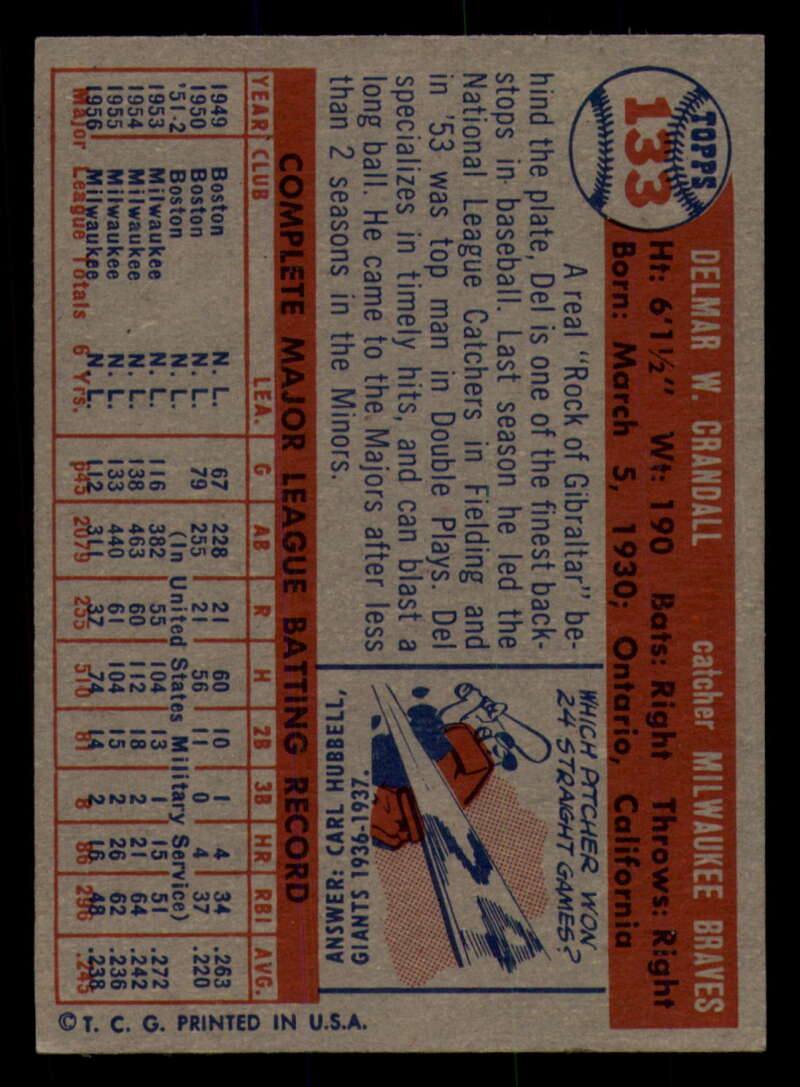 TOPPS
133
DELMAR W. CRANDALL catcher MILWAUKEE BRAVES
Ht: 6'1½" Wt: 190 Bats: Right Throws: Right
Born: March 5, 1930; Ontario, California
A real "Rock of Gibraltar" be-
hind the plate, Del is one of the finest back-
stops in baseball. Last season he led the
National League Catchers in Fielding and
in '53 was top man in Double Plays. Del
specializes in timely hits, and can blast a
long ball. He came to the Majors after less
than 2 seasons in the Minors.
WHICH PITCHER WON
24 STRAIGHT GAMES?
24
ANSWER: CARL HUBBELL,
GIANTS 1936-1937.
COMPLETE MAJOR LEAGUE BATTING RECORD
YEAR CLUB LEA. G AB R H 2B 3B HR RBI AVG.
1949 Boston N. L. 67 228 21 60 10 1 4 34 .263
1950 Boston N. L. 79 255 21 56 11 0 4 37 .220
'51-2 Boston N. L. (In United States Military Service)
1953 Milwaukee N. L. 116 382 55 104 13 1 15 51 .272
1954 Milwaukee N. L. 138 463 60 112 18 2 21 64 .242
1955 Milwaukee N. L. 133 440 61 104 15 2 26 62 .236
1956 Milwaukee N. L. 112 311 37 74 14 2 16 48 .238
Major League Totals 6 Yrs. 645 2079 255 510 81 8 86 296 .245
© T. C. G. PRINTED IN U.S.A.